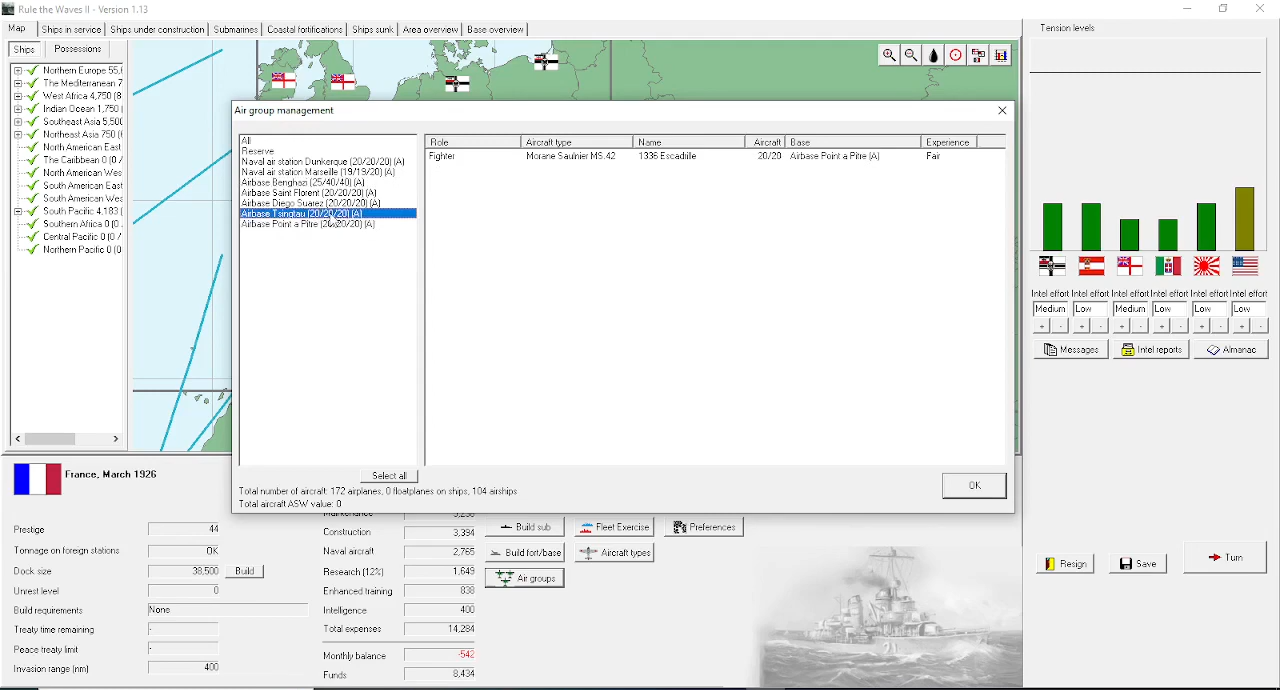 Rule the Waves II - Version 1.13
Map
Ships in service
Ships under construction
Submarines
Coastal fortifications
Ships sunk
Area overview
Base overview
Ships
Possessions
Northern Europe 55,
The Mediterranean 7
West Africa 4,750 (8
Indian Ocean 1,750 (
Southeast Asia 5,500
Northeast Asia 750 (
North American East
The Caribbean 0 (0 /
North American Wes
South American East
South American Wes
South Pacific 4,183 (
Southern Africa 0 (0
Central Pacific 0 (0 /
Northern Pacific 0 (0
Air group management
All
Reserve
Naval air station Dunkerque (20/20/20) (A)
Naval air station Marseille (19/19/20) (A)
Airbase Benghazi (25/40/40) (A)
Airbase Saint Florent (20/20/20) (A)
Airbase Diego Suarez (20/20/20) (A)
Airbase Tsingtau (20/20/20) (A)
Airbase Point a Pitre (20/20/20) (A)
Role Aircraft type Name Aircraft Base Experience
Fighter Morane Saulnier MS.42 1336 Escadrille 20/20 Airbase Point a Pitre (A) Fair
Select all
Total number of aircraft: 172 airplanes, 0 floatplanes on ships, 104 airships
Total aircraft ASW value: 0
OK
Tension levels
Intel effort Intel effort Intel effort Intel effort Intel effort Intel effort
Medium Low Medium Low Low Low
+ - + - + - + - + - + -
Messages
Intel reports
Almanac
France, March 1926
Prestige 44
Tonnage on foreign stations OK
Dock size 38,500 Build
Unrest level 0
Build requirements None
Treaty time remaining -
Peace treaty limit -
Invasion range (nm) 400
Maintenance
Construction 3,394
Naval aircraft 2,765
Research (12%) 1,649
Enhanced training 838
Intelligence 400
Total expenses 14,284
Monthly balance -542
Funds 8,434
Build sub
Fleet Exercise
Preferences
Build fort/base
Aircraft types
Air groups
Resign
Save
Turn